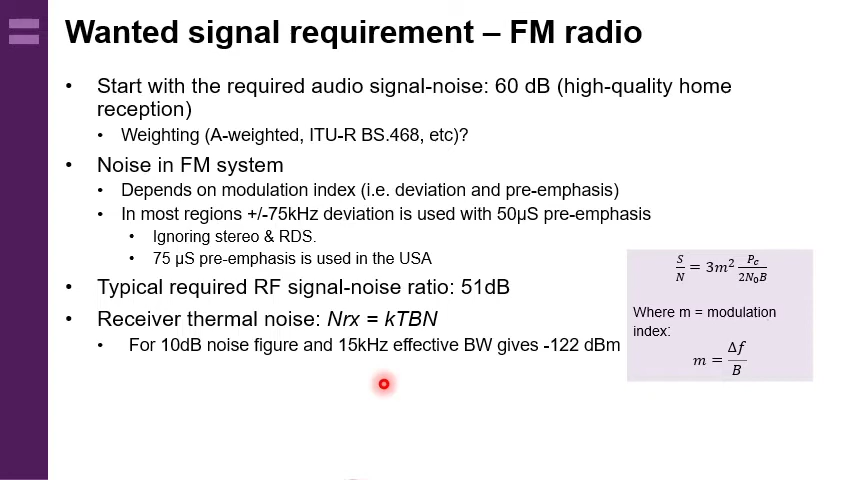 Wanted signal requirement – FM radio
• Start with the required audio signal-noise: 60 dB (high-quality home
reception)
• Weighting (A-weighted, ITU-R BS.468, etc)?
• Noise in FM system
• Depends on modulation index (i.e. deviation and pre-emphasis)
• In most regions +/-75kHz deviation is used with 50µS pre-emphasis
• Ignoring stereo & RDS.
• 75 µS pre-emphasis is used in the USA
• Typical required RF signal-noise ratio: 51dB
• Receiver thermal noise: Nrx = kTBN
• For 10dB noise figure and 15kHz effective BW gives -122 dBm
S/N = 3m² P_c/2N₀B
Where m = modulation
index:
m = Δf/B